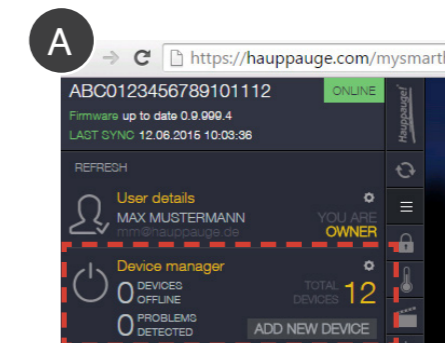 A
https://hauppauge.com/mysmartl
ABC0123456789101112
ONLINE
Firmware up to date 0.9.999.4
LAST SYNC 12.06.2015 10:03:36
Hauppauge!
REFRESH
User details
MAX MUSTERMANN
mm@hauppauge.de
YOU ARE
OWNER
Device manager
0 DEVICES
OFFLINE
TOTAL
DEVICES 12
0 PROBLEMS
DETECTED
ADD NEW DEVICE